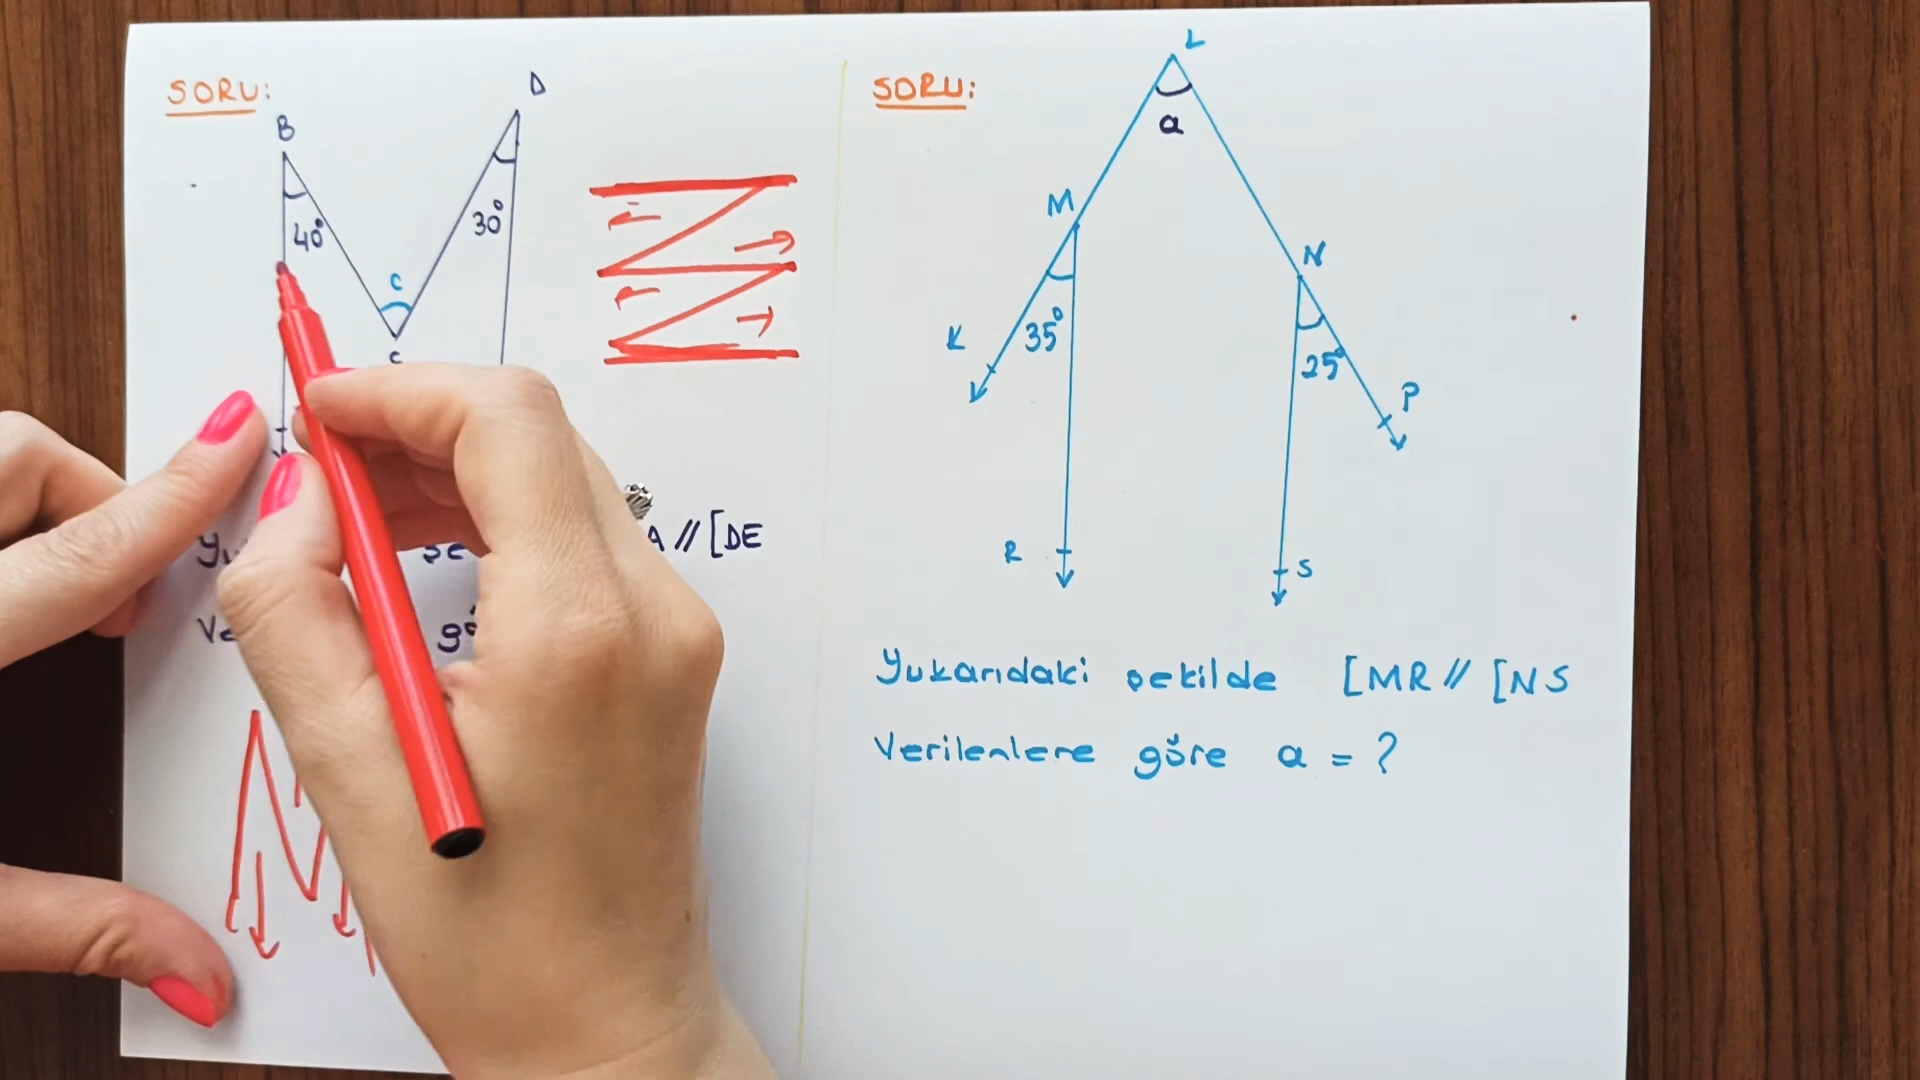 SORU:
B
D
40°
30°
c
c
A // [DE
SORU:
L
a
M
N
K
35°
25°
P
R
S
Yukarıdaki şekilde [MR // [NS
Verilenlere göre a = ?